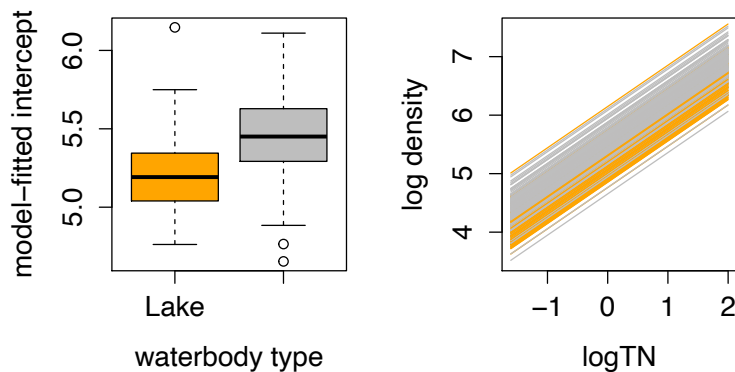 model-fitted intercept
5.0
5.5
6.0
Lake
waterbody type
log density
4
5
6
7
−1
0
1
2
logTN